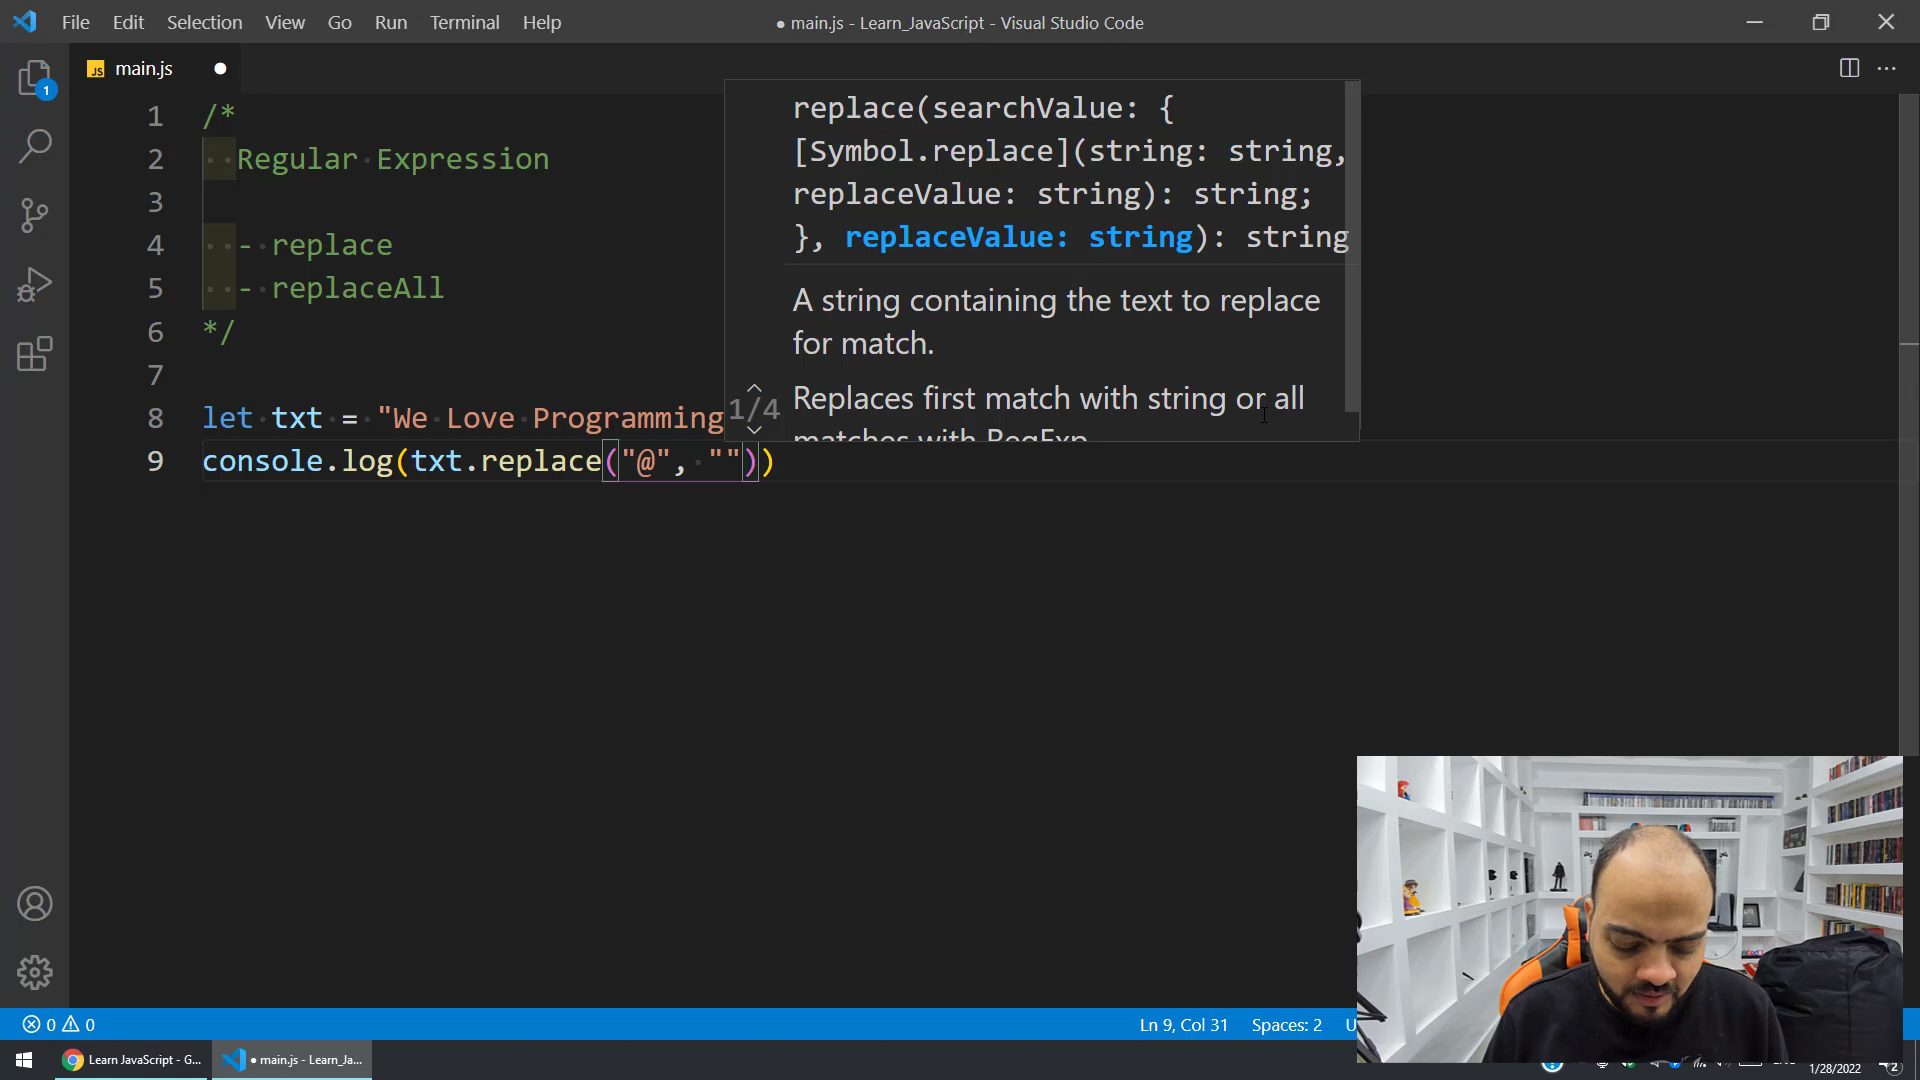 File Edit Selection View Go Run Terminal Help
● main.js - Learn_JavaScript - Visual Studio Code
1
JS main.js
1 /*
2 Regular Expression
3
4 - replace
5 - replaceAll
6 */
7
8 let txt = "We Love Programming
9 console.log(txt.replace("@", ""))
replace(searchValue: {
[Symbol.replace](string: string,
replaceValue: string): string;
}, replaceValue: string): string
A string containing the text to replace
for match.
1/4
Replaces first match with string or all
matches with RegExp
0 0
Ln 9, Col 31 Spaces: 2
Learn JavaScript - G...
● main.js - Learn_Ja...
1/28/2022
2